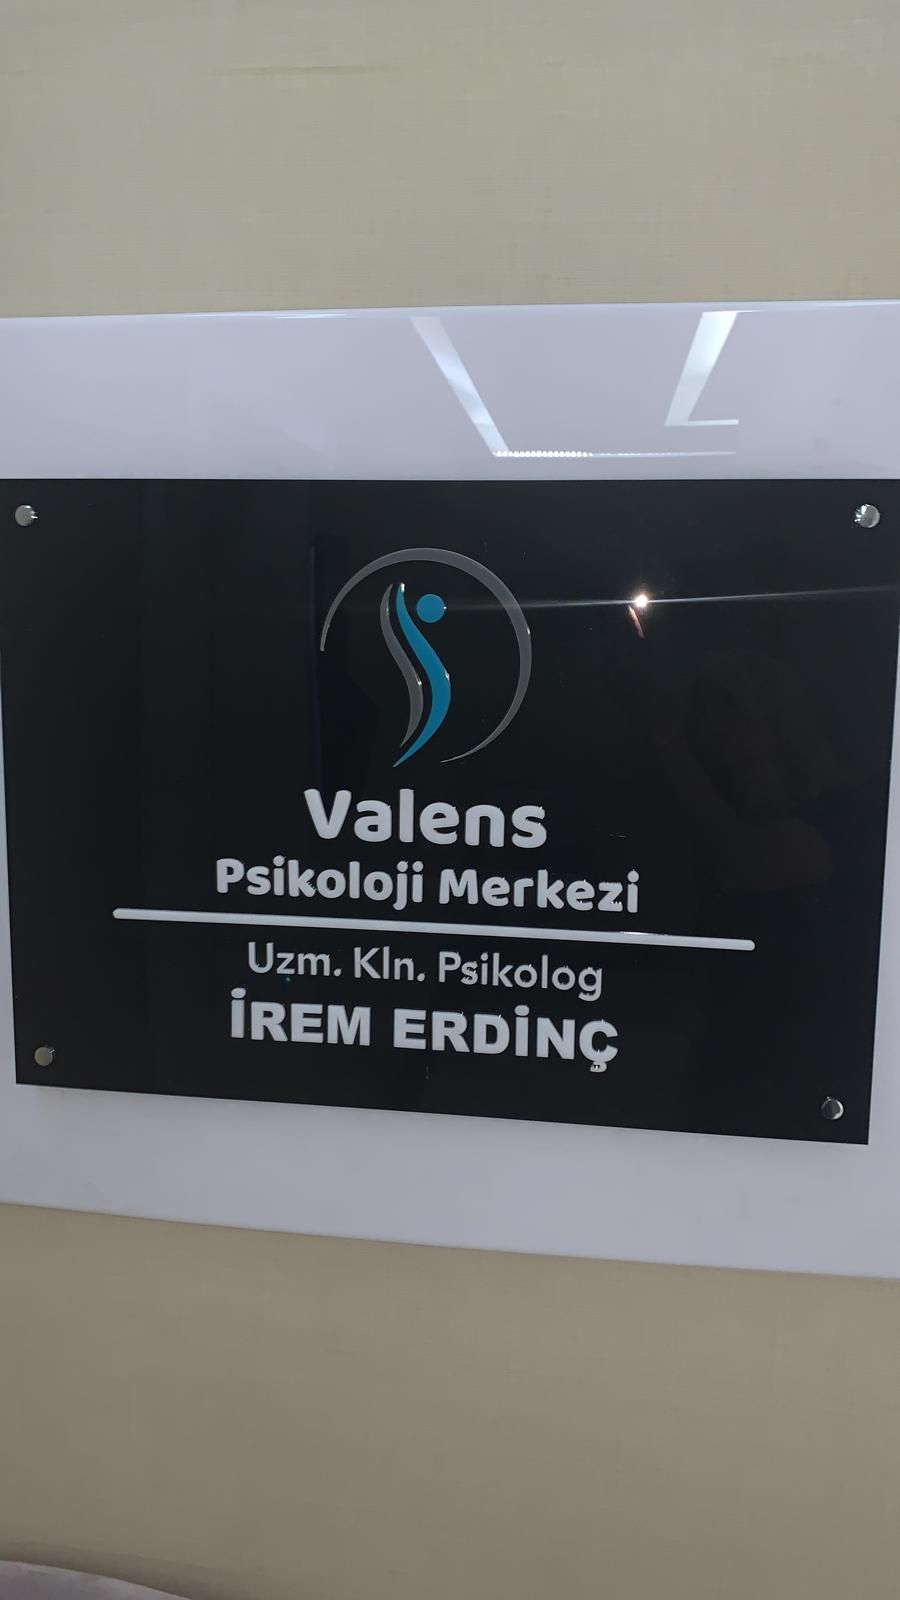 Valens
Psikoloji Merkezi
Uzm. Kln. Psikolog
İREM ERDİNÇ